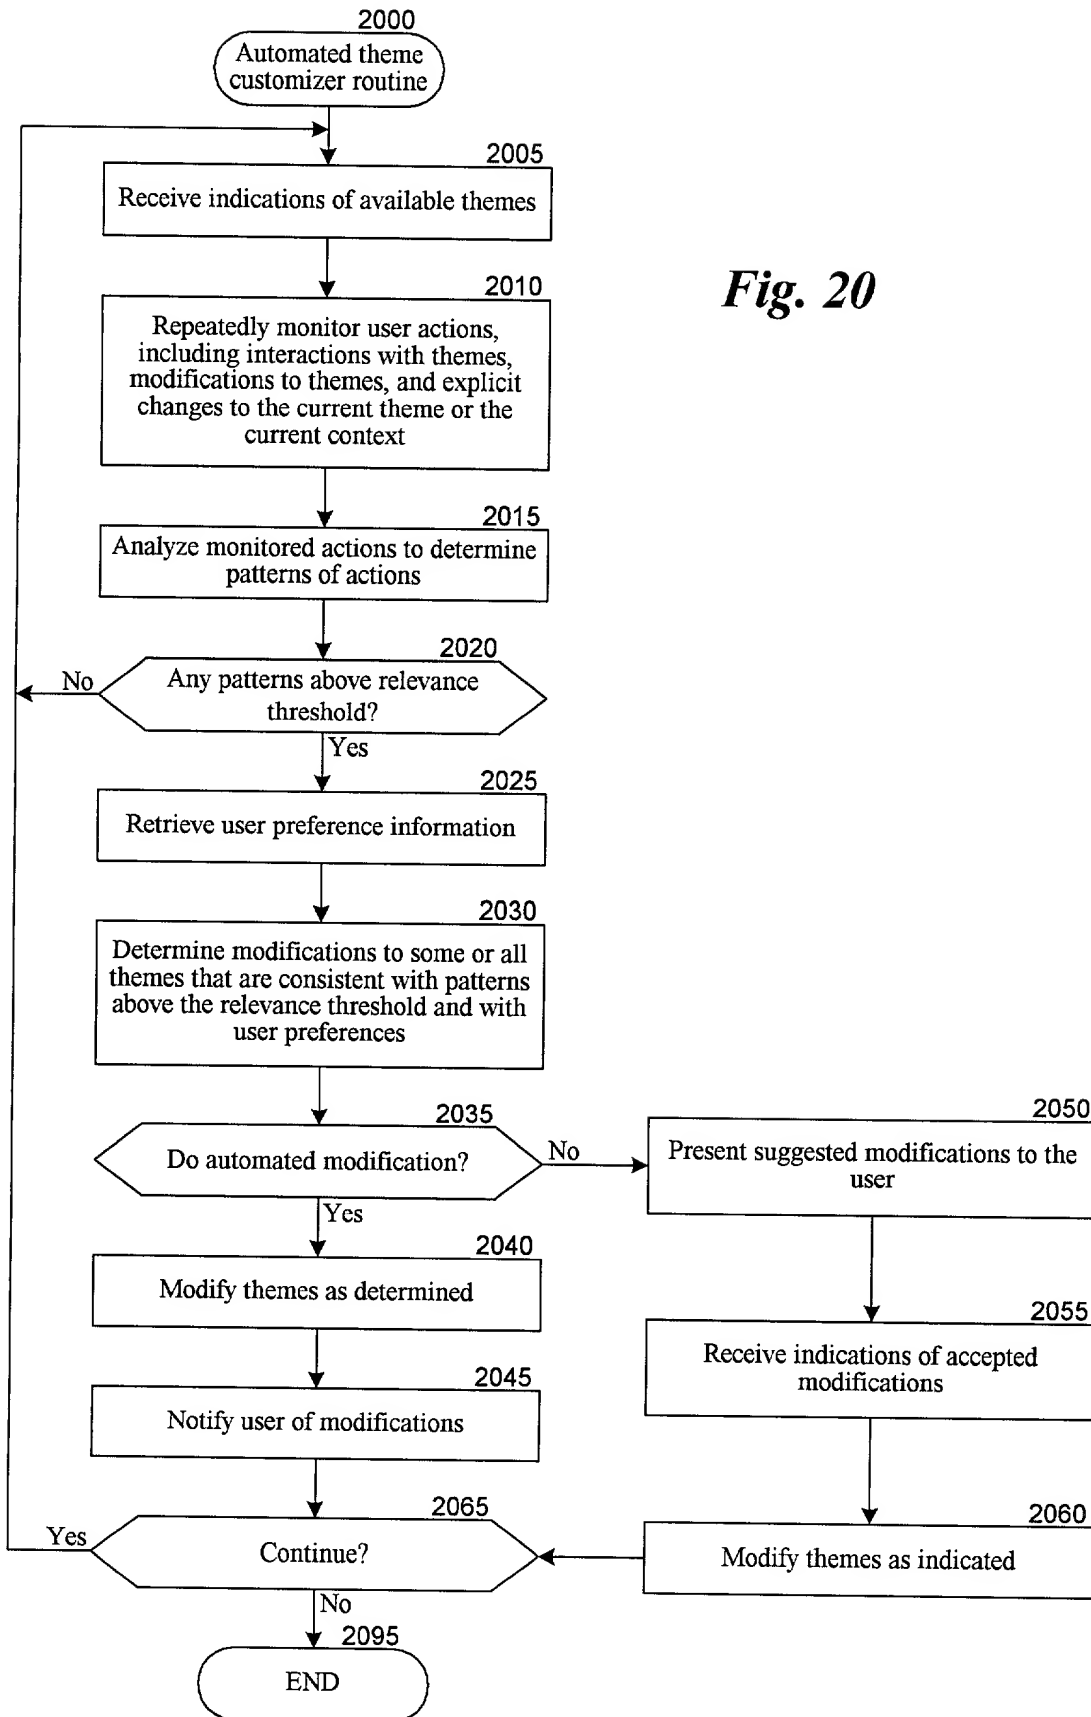 2000
Automated theme
customizer routine
2005
Receive indications of available themes
2010
Repeatedly monitor user actions,
including interactions with themes,
modifications to themes, and explicit
changes to the current theme or the
current context
Fig. 20
2015
Analyze monitored actions to determine
patterns of actions
2020
Any patterns above relevance
threshold?
No
Yes
2025
Retrieve user preference information
2030
Determine modifications to some or all
themes that are consistent with patterns
above the relevance threshold and with
user preferences
2035
Do automated modification?
No
Yes
2050
Present suggested modifications to the
user
2040
Modify themes as determined
2055
Receive indications of accepted
modifications
2045
Notify user of modifications
2065
Continue?
Yes
No
2060
Modify themes as indicated
2095
END